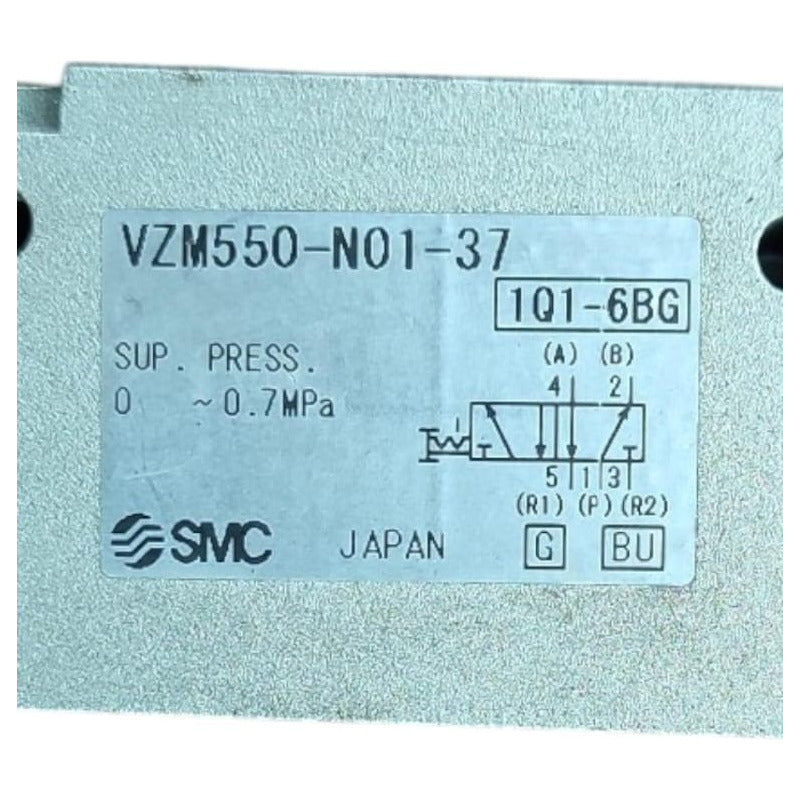 VZM550-N01-37
1Q1-6BG
SUP. PRESS.
0 ~0.7MPa
(A) (B)
4 2
5 1 3
(R1) (P) (R2)
SMC JAPAN G BU